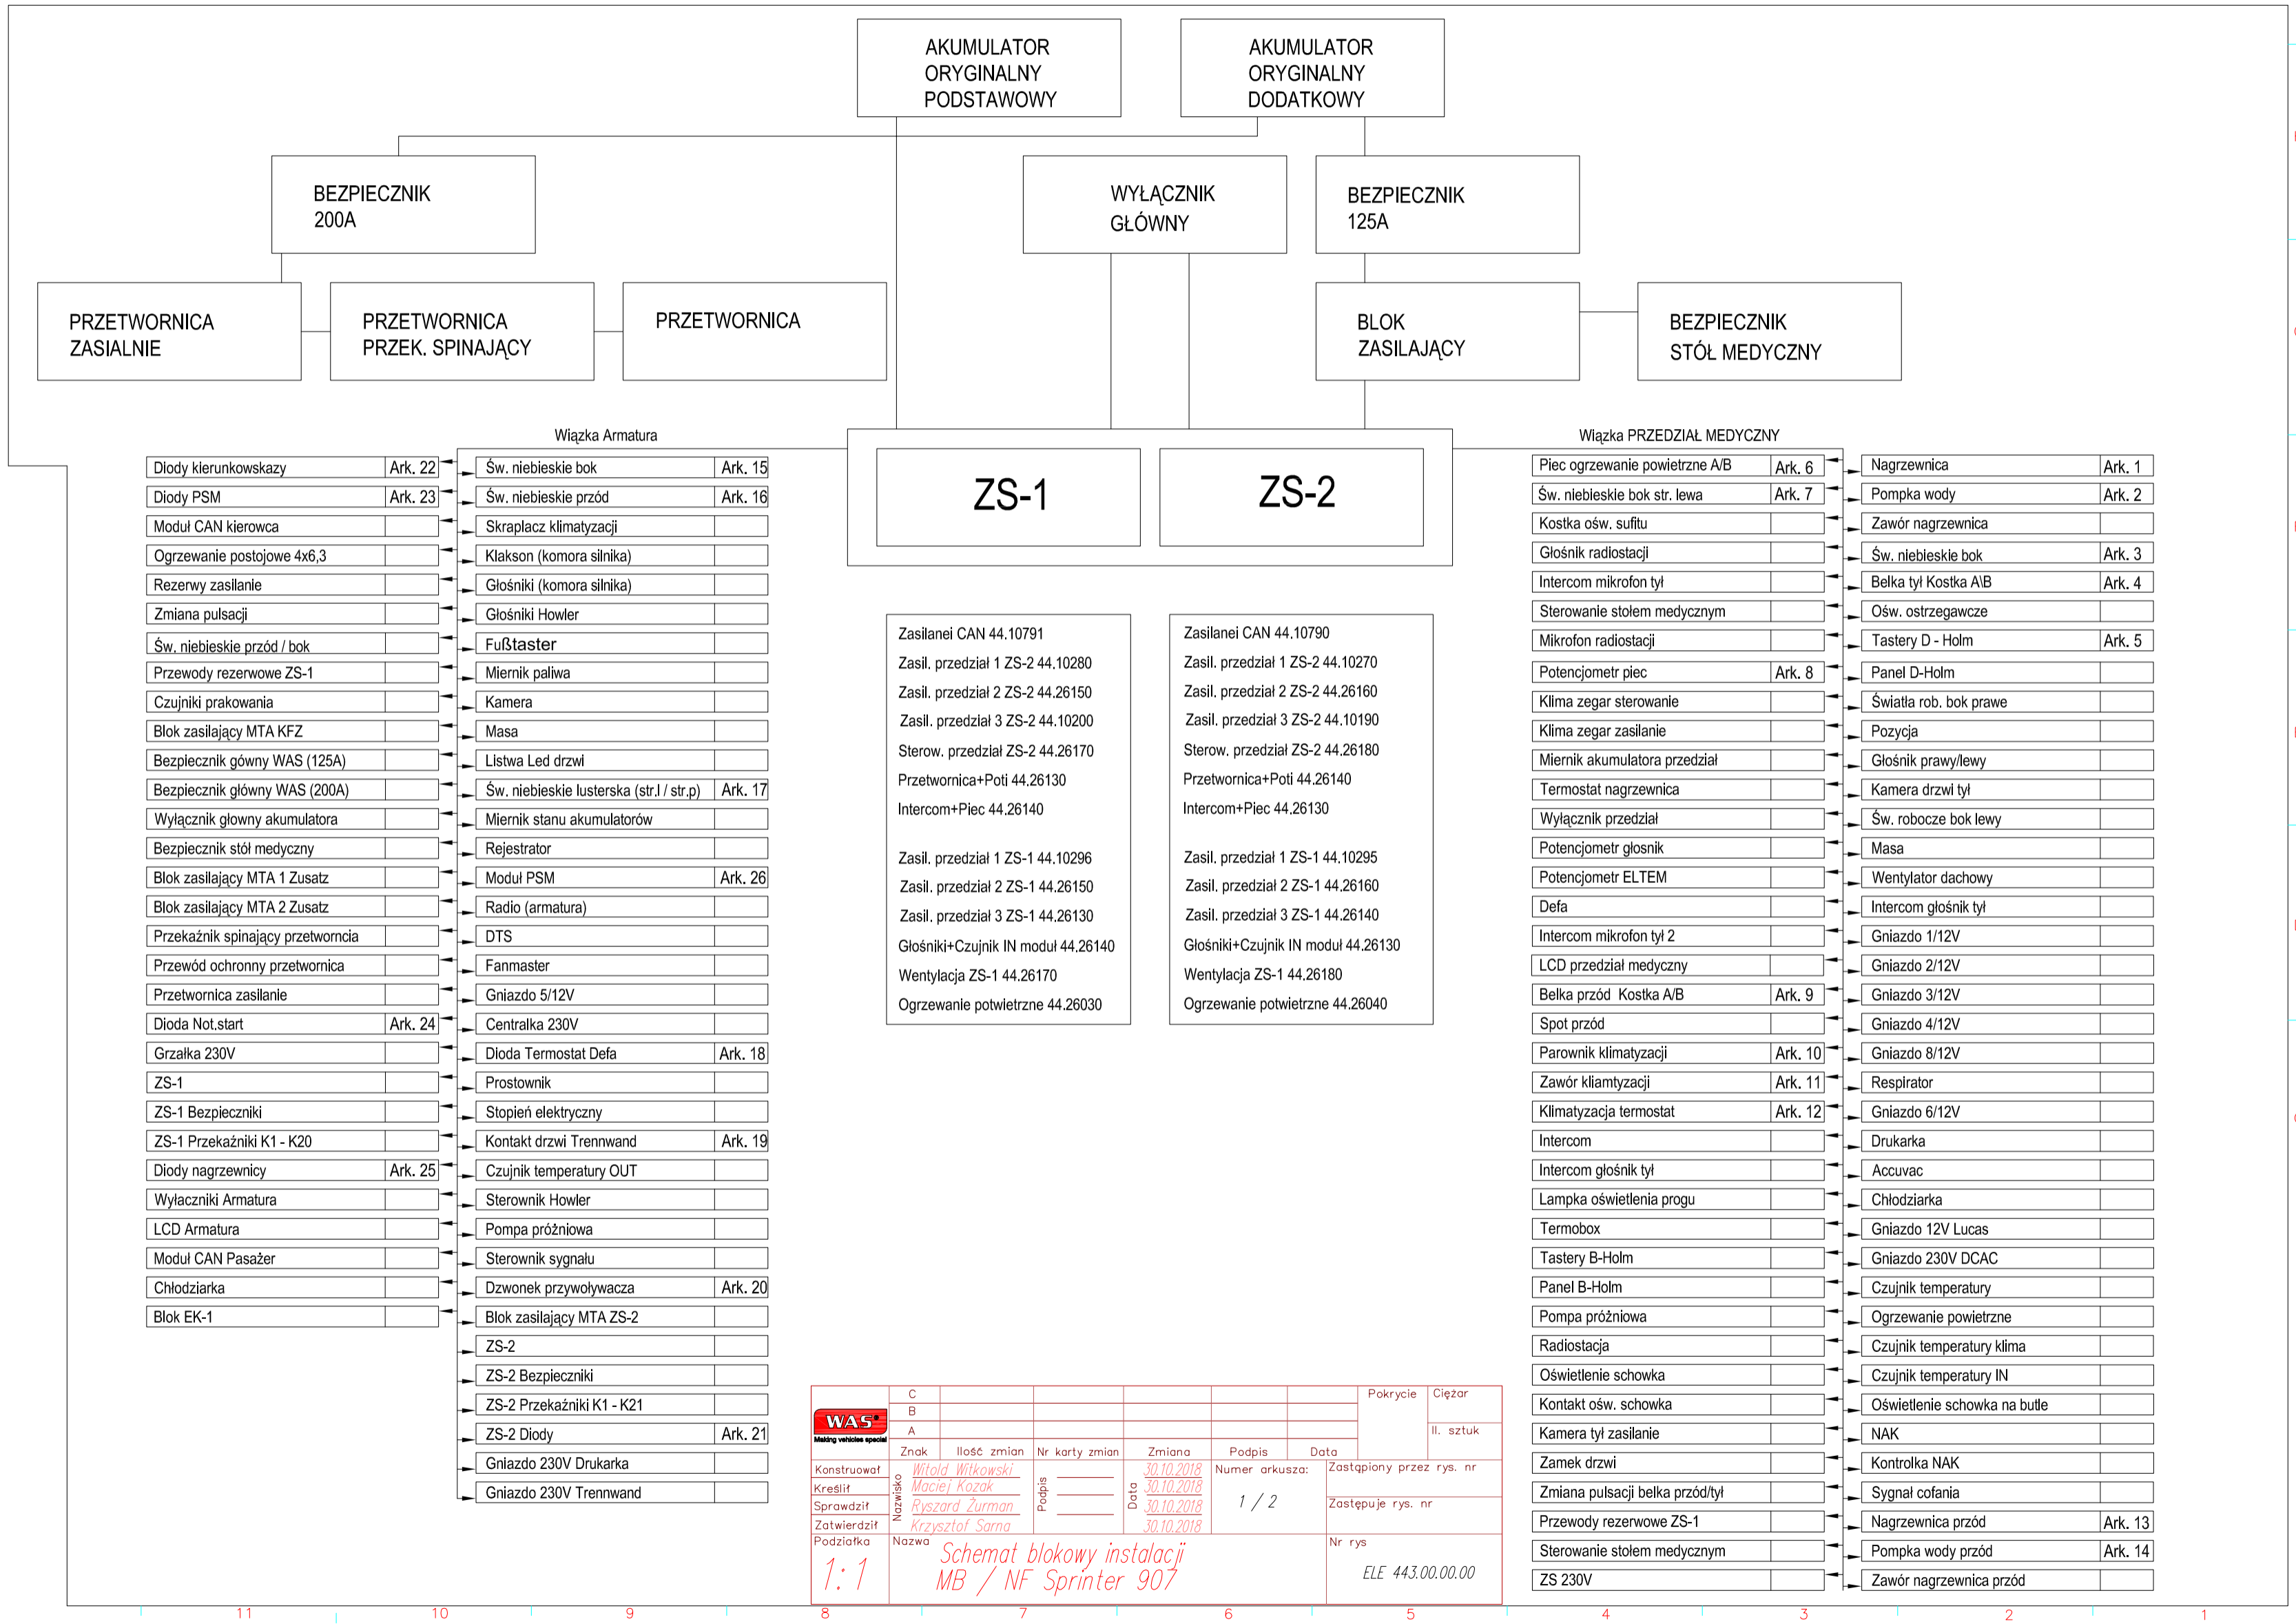 AKUMULATOR
ORYGINALNY
PODSTAWOWY
AKUMULATOR
ORYGINALNY
DODATKOWY
BEZPIECZNIK
200A
WYŁĄCZNIK
GŁÓWNY
BEZPIECZNIK
125A
PRZETWORNICA
ZASIALNIE
PRZETWORNICA
PRZEK. SPINAJĄCY
PRZETWORNICA
BLOK
ZASILAJĄCY
BEZPIECZNIK
STÓŁ MEDYCZNY
Wiązka Armatura
Diody kierunkowskazy Ark. 22
Diody PSM Ark. 23
Moduł CAN kierowca
Ogrzewanie postojowe 4x6,3
Rezerwy zasilanie
Zmiana pulsacji
Św. niebieskie przód / bok
Przewody rezerwowe ZS-1
Czujniki prakowania
Blok zasilający MTA KFZ
Bezpiecznik gówny WAS (125A)
Bezpiecznik główny WAS (200A)
Wyłącznik głowny akumulatora
Bezpiecznik stół medyczny
Blok zasilający MTA 1 Zusatz
Blok zasilający MTA 2 Zusatz
Przekaźnik spinający przetworncia
Przewód ochronny przetwornica
Przetwornica zasilanie
Dioda Not.start Ark. 24
Grzałka 230V
ZS-1
ZS-1 Bezpieczniki
ZS-1 Przekaźniki K1 - K20
Diody nagrzewnicy Ark. 25
Wyłaczniki Armatura
LCD Armatura
Moduł CAN Pasażer
Chłodziarka
Blok EK-1
Św. niebieskie bok Ark. 15
Św. niebieskie przód Ark. 16
Skraplacz klimatyzacji
Klakson (komora silnika)
Głośniki (komora silnika)
Głośniki Howler
Fußtaster
Miernik paliwa
Kamera
Masa
Listwa Led drzwi
Św. niebieskie lusterska (str.l / str.p) Ark. 17
Miernik stanu akumulatorów
Rejestrator
Moduł PSM Ark. 26
Radio (armatura)
DTS
Fanmaster
Gniazdo 5/12V
Centralka 230V
Dioda Termostat Defa Ark. 18
Prostownik
Stopień elektryczny
Kontakt drzwi Trennwand Ark. 19
Czujnik temperatury OUT
Sterownik Howler
Pompa próżniowa
Sterownik sygnału
Dzwonek przywoływacza Ark. 20
Blok zasilający MTA ZS-2
ZS-2
ZS-2 Bezpieczniki
ZS-2 Przekaźniki K1 - K21
ZS-2 Diody Ark. 21
Gniazdo 230V Drukarka
Gniazdo 230V Trennwand
ZS-1
ZS-2
Zasilanei CAN 44.10791
Zasil. przedział 1 ZS-2 44.10280
Zasil. przedział 2 ZS-2 44.26150
Zasil. przedział 3 ZS-2 44.10200
Sterow. przedział ZS-2 44.26170
Przetwornica+Poti 44.26130
Intercom+Piec 44.26140
Zasil. przedział 1 ZS-1 44.10296
Zasil. przedział 2 ZS-1 44.26150
Zasil. przedział 3 ZS-1 44.26130
Głośniki+Czujnik IN moduł 44.26140
Wentylacja ZS-1 44.26170
Ogrzewanie potwietrzne 44.26030
Zasilanei CAN 44.10790
Zasil. przedział 1 ZS-2 44.10270
Zasil. przedział 2 ZS-2 44.26160
Zasil. przedział 3 ZS-2 44.10190
Sterow. przedział ZS-2 44.26180
Przetwornica+Poti 44.26140
Intercom+Piec 44.26130
Zasil. przedział 1 ZS-1 44.10295
Zasil. przedział 2 ZS-1 44.26160
Zasil. przedział 3 ZS-1 44.26140
Głośniki+Czujnik IN moduł 44.26130
Wentylacja ZS-1 44.26180
Ogrzewanie potwietrzne 44.26040
Wiązka PRZEDZIAŁ MEDYCZNY
Piec ogrzewanie powietrzne A/B Ark. 6
Św. niebieskie bok str. lewa Ark. 7
Kostka ośw. sufitu
Głośnik radiostacji
Intercom mikrofon tył
Sterowanie stołem medycznym
Mikrofon radiostacji
Potencjometr piec Ark. 8
Klima zegar sterowanie
Klima zegar zasilanie
Miernik akumulatora przedział
Termostat nagrzewnica
Wyłącznik przedział
Potencjometr głosnik
Potencjometr ELTEM
Defa
Intercom mikrofon tył 2
LCD przedział medyczny
Belka przód Kostka A/B Ark. 9
Spot przód
Parownik klimatyzacji Ark. 10
Zawór kliamtyzacji Ark. 11
Klimatyzacja termostat Ark. 12
Intercom
Intercom głośnik tył
Lampka oświetlenia progu
Termobox
Tastery B-Holm
Panel B-Holm
Pompa próżniowa
Radiostacja
Oświetlenie schowka
Kontakt ośw. schowka
Kamera tył zasilanie
Zamek drzwi
Zmiana pulsacji belka przód/tył
Przewody rezerwowe ZS-1
Sterowanie stołem medycznym
ZS 230V
Nagrzewnica Ark. 1
Pompka wody Ark. 2
Zawór nagrzewnica
Św. niebieskie bok Ark. 3
Belka tył Kostka A\B Ark. 4
Ośw. ostrzegawcze
Tastery D - Holm Ark. 5
Panel D-Holm
Światła rob. bok prawe
Pozycja
Głośnik prawy/lewy
Kamera drzwi tył
Św. robocze bok lewy
Masa
Wentylator dachowy
Intercom głośnik tył
Gniazdo 1/12V
Gniazdo 2/12V
Gniazdo 3/12V
Gniazdo 4/12V
Gniazdo 8/12V
Respirator
Gniazdo 6/12V
Drukarka
Accuvac
Chłodziarka
Gniazdo 12V Lucas
Gniazdo 230V DCAC
Czujnik temperatury
Ogrzewanie powietrzne
Czujnik temperatury klima
Czujnik temperatury IN
Oświetlenie schowka na butle
NAK
Kontrolka NAK
Sygnał cofania
Nagrzewnica przód Ark. 13
Pompka wody przód Ark. 14
Zawór nagrzewnica przód
WAS
Making vehicles special
C
B
A
Znak Ilość zmian Nr karty zmian Zmiana Podpis Data
Pokrycie Ciężar
Il. sztuk
Konstruował Witold Witkowski 30.10.2018
Kreślił Maciej Kozak 30.10.2018
Sprawdził Ryszard Żurman 30.10.2018
Zatwierdził Krzysztof Sarna 30.10.2018
Nazwisko
Podpis
Data
Numer arkusza:
1 / 2
Zastąpiony przez rys. nr
Zastępuje rys. nr
Podziałka
1:1
Nazwa
Schemat blokowy instalacji
MB / NF Sprinter 907
Nr rys
ELE 443.00.00.00
11 10 9 8 7 6 5 4 3 2 1